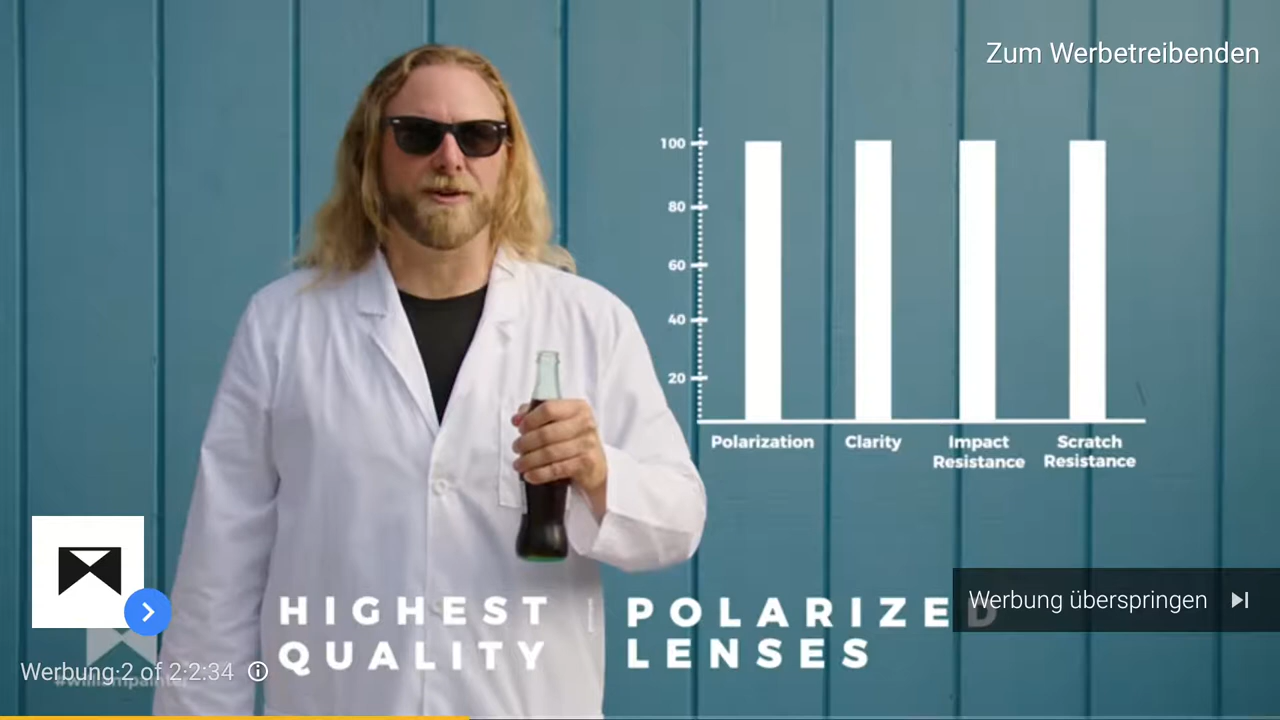 Zum Werbetreibenden
100
80
60
40
20
Polarization
Clarity
Impact
Resistance
Scratch
Resistance
HIGHEST
QUALITY
POLARIZED
LENSES
Werbung überspringen
Werbung·2 of 2·2:34
#williampainter